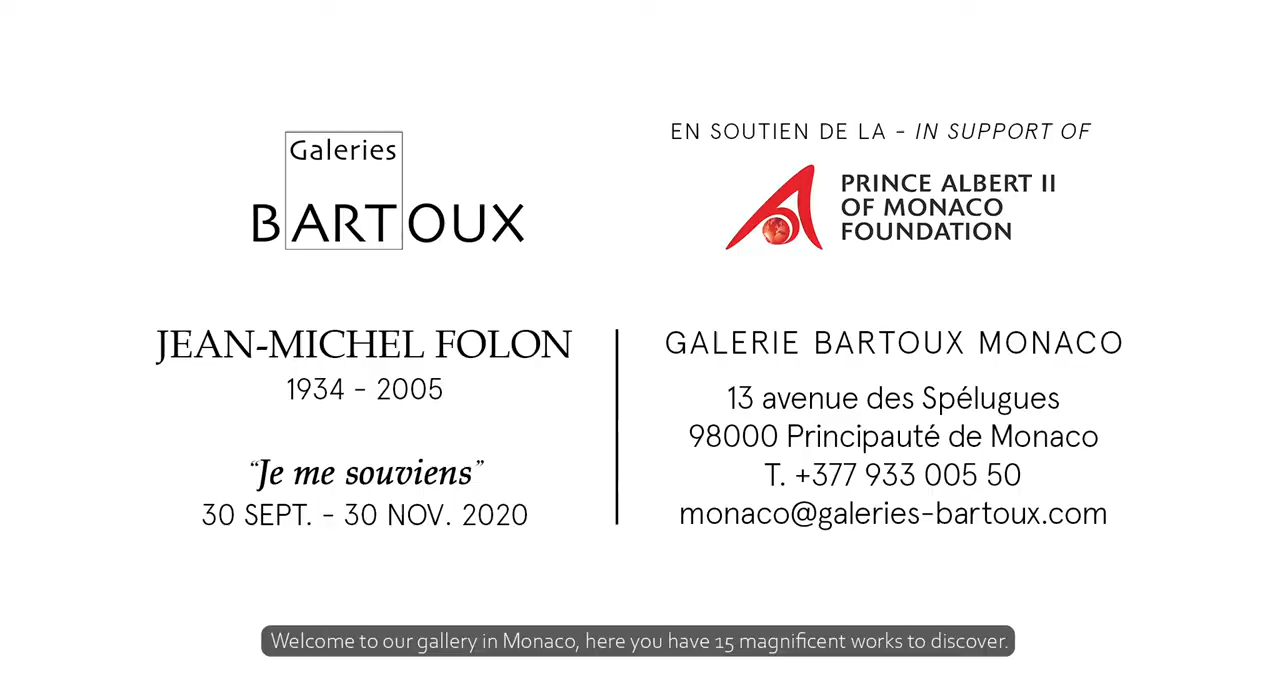 Galeries
BARTOUX
EN SOUTIEN DE LA - IN SUPPORT OF
PRINCE ALBERT II
OF MONACO
FOUNDATION
JEAN-MICHEL FOLON
1934 - 2005
“Je me souviens”
30 SEPT. - 30 NOV. 2020
GALERIE BARTOUX MONACO
13 avenue des Spélugues
98000 Principauté de Monaco
T. +377 933 005 50
monaco@galeries-bartoux.com
Welcome to our gallery in Monaco, here you have 15 magnificent works to discover.